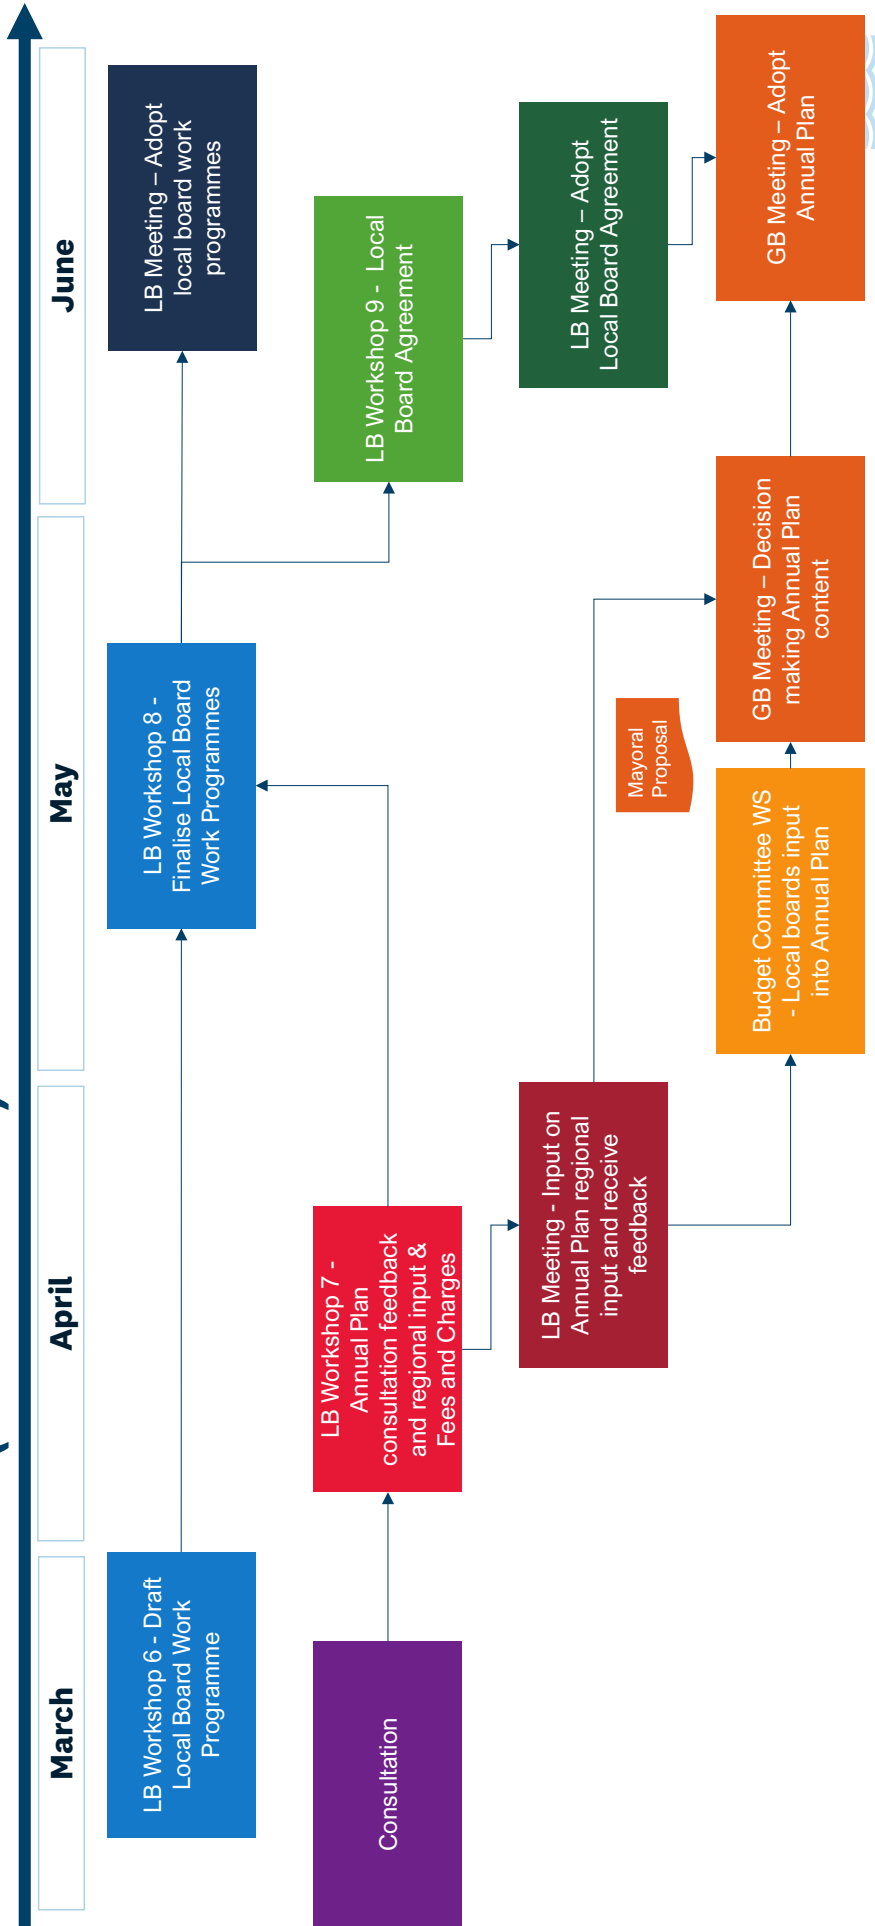 March
April
May
June
LB Workshop 6 - Draft
Local Board Work
Programme
LB Workshop 8 -
Finalise Local Board
Work Programmes
LB Meeting – Adopt
local board work
programmes
Consultation
LB Workshop 7 -
Annual Plan
consultation feedback
and regional input &
Fees and Charges
LB Workshop 9 - Local
Board Agreement
LB Meeting - Input on
Annual Plan regional
input and receive
feedback
LB Meeting – Adopt
Local Board Agreement
Mayoral
Proposal
Budget Committee WS
- Local boards input
into Annual Plan
GB Meeting – Decision
making Annual Plan
content
GB Meeting – Adopt
Annual Plan